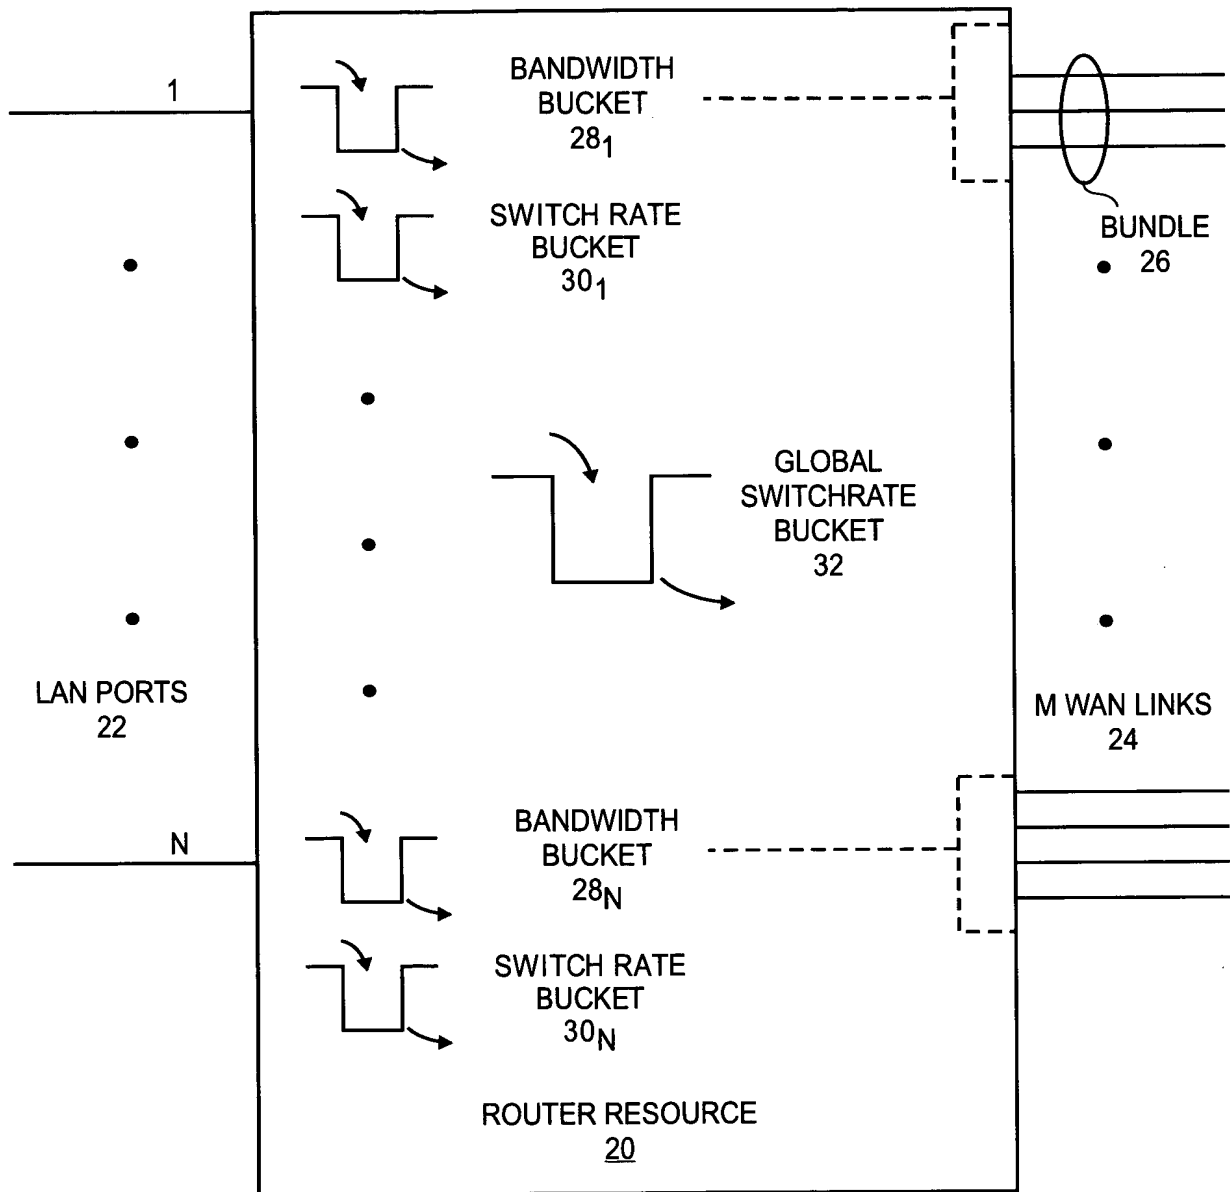 1
BANDWIDTH
BUCKET
28₁
SWITCH RATE
BUCKET
30₁
BUNDLE
26
GLOBAL
SWITCHRATE
BUCKET
32
LAN PORTS
22
M WAN LINKS
24
N
BANDWIDTH
BUCKET
28N
SWITCH RATE
BUCKET
30N
ROUTER RESOURCE
20